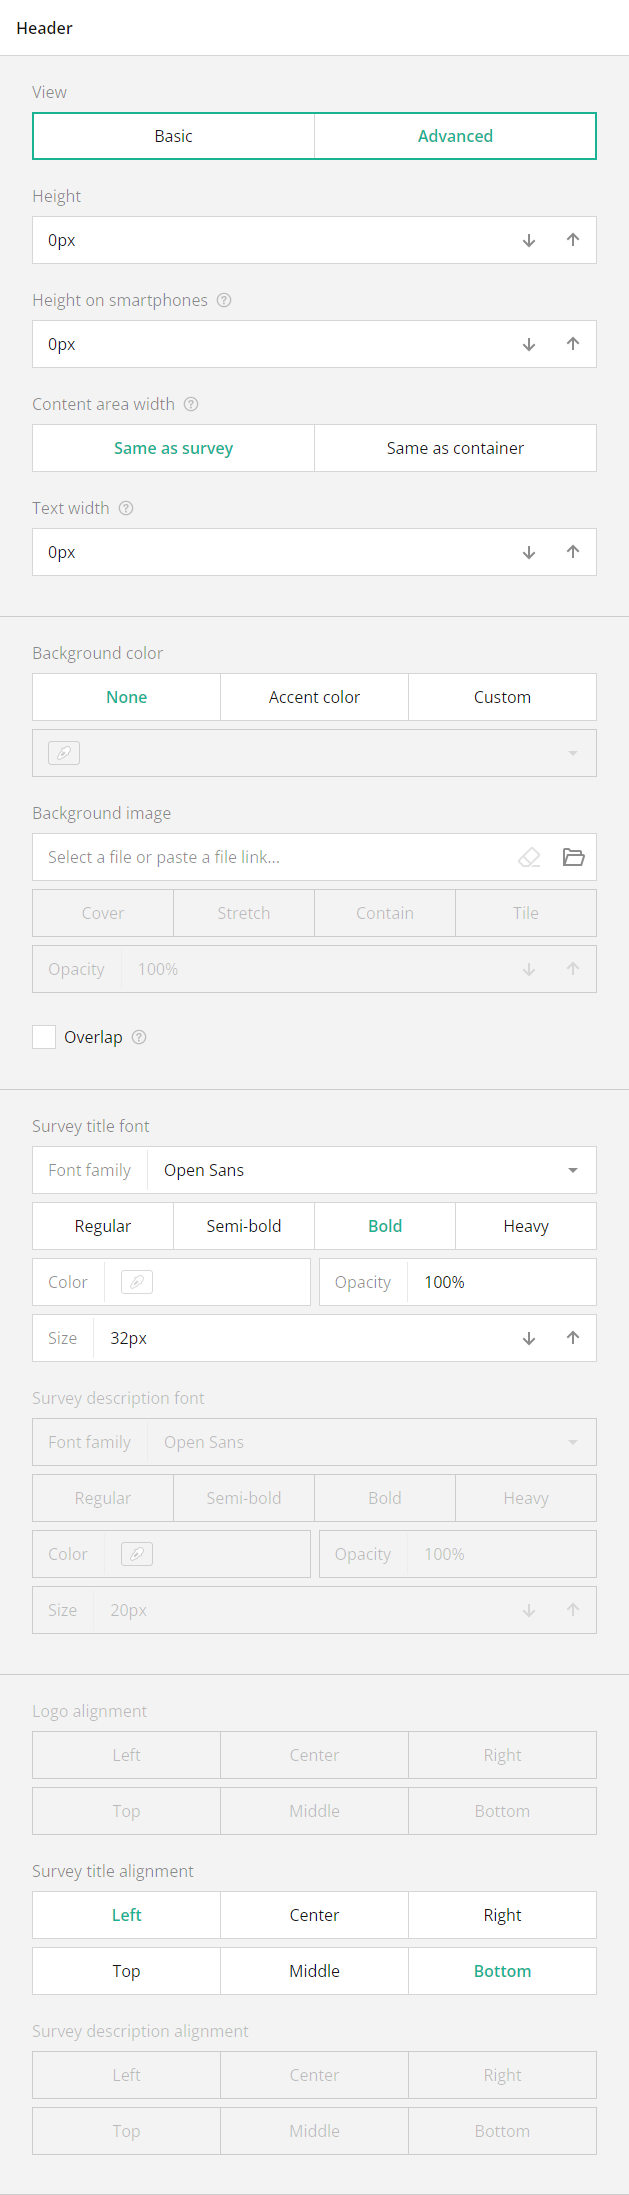 Header
View
Basic Advanced
Height
0px
Height on smartphones
0px
Content area width
Same as survey Same as container
Text width
0px
Background color
None Accent color Custom
Background image
Select a file or paste a file link...
Cover Stretch Contain Tile
Opacity 100%
Overlap
Survey title font
Font family Open Sans
Regular Semi-bold Bold Heavy
Color Opacity 100%
Size 32px
Survey description font
Font family Open Sans
Regular Semi-bold Bold Heavy
Color Opacity 100%
Size 20px
Logo alignment
Left Center Right
Top Middle Bottom
Survey title alignment
Left Center Right
Top Middle Bottom
Survey description alignment
Left Center Right
Top Middle Bottom